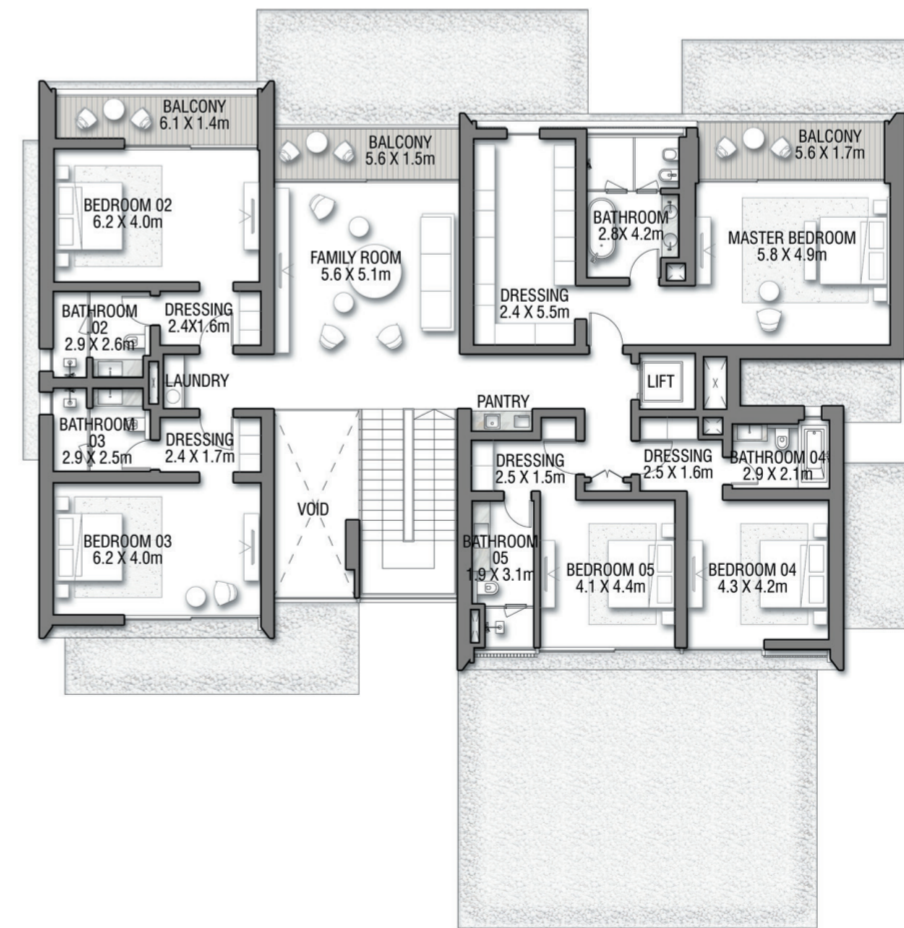 BALCONY
6.1 X 1.4m
BALCONY
5.6 X 1.5m
BALCONY
5.6 X 1.7m
BEDROOM 02
6.2 X 4.0m
FAMILY ROOM
5.6 X 5.1m
BATHROOM
2.8X 4.2m
MASTER BEDROOM
5.8 X 4.9m
DRESSING
2.4 X 5.5m
BATHROOM
02
2.9 X 2.6m
DRESSING
2.4X1.6m
LAUNDRY
LIFT
PANTRY
BATHROOM
03
2.9 X 2.5m
DRESSING
2.4 X 1.7m
DRESSING
2.5 X 1.5m
DRESSING
2.5 X 1.6m
BATHROOM 04
2.9 X 2.1m
VOID
BEDROOM 03
6.2 X 4.0m
BATHROOM
05
1.9 X 3.1m
BEDROOM 05
4.1 X 4.4m
BEDROOM 04
4.3 X 4.2m